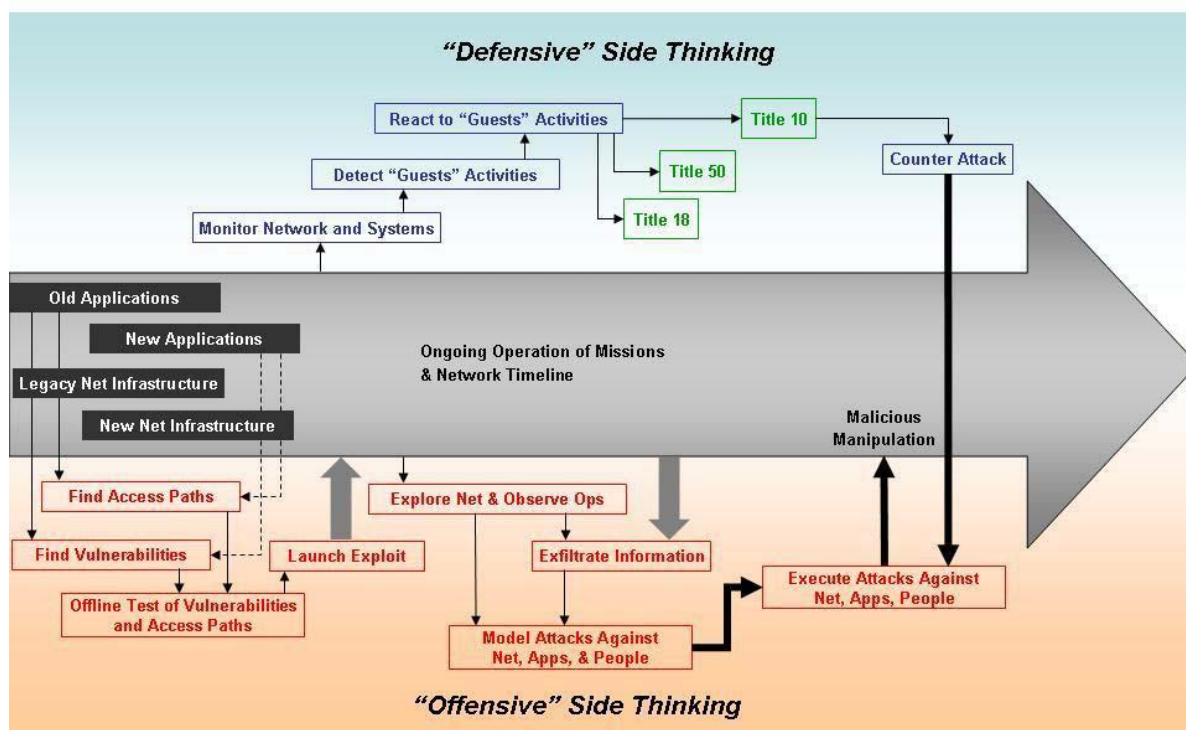 “Defensive” Side Thinking
React to “Guests” Activities
Title 10
Counter Attack
Detect “Guests” Activities
Title 50
Monitor Network and Systems
Title 18
Old Applications
New Applications
Legacy Net Infrastructure
New Net Infrastructure
Ongoing Operation of Missions
& Network Timeline
Malicious
Manipulation
Find Access Paths
Explore Net & Observe Ops
Find Vulnerabilities
Launch Exploit
Exfiltrate Information
Offline Test of Vulnerabilities
and Access Paths
Execute Attacks Against
Net, Apps, People
Model Attacks Against
Net, Apps, & People
“Offensive” Side Thinking